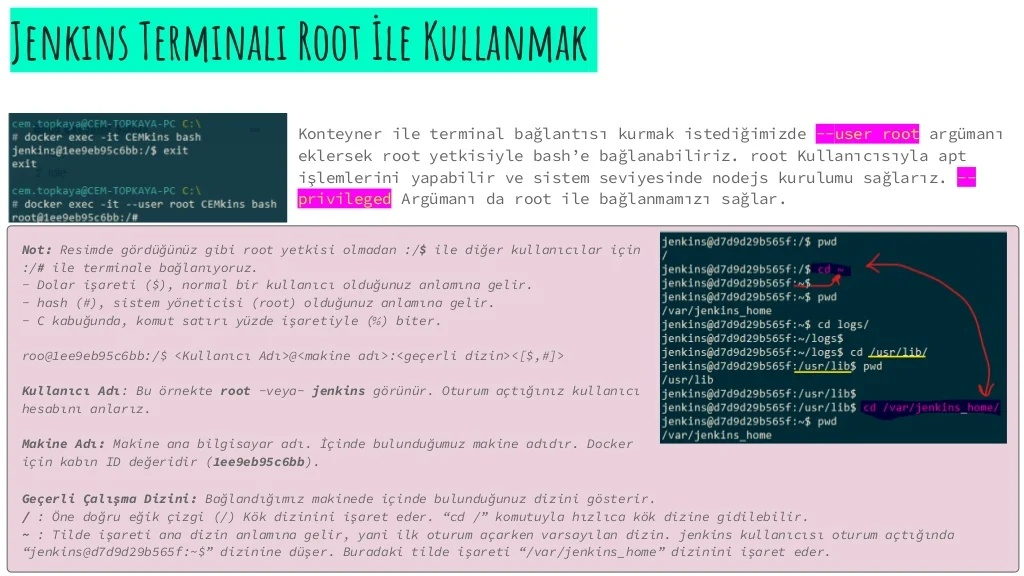 Jenkins Terminali Root İle Kullanmak
cem.topkaya@CEM-TOPKAYA-PC C:\
# docker exec -it CEMkins bash
jenkins@1ee9eb95c6bb:/$ exit
exit
cem.topkaya@CEM-TOPKAYA-PC C:\
# docker exec -it --user root CEMkins bash
root@1ee9eb95c6bb:/#
Konteyner ile terminal bağlantısı kurmak istediğimizde --user root argümanı
eklersek root yetkisiyle bash’e bağlanabiliriz. root Kullanıcısıyla apt
işlemlerini yapabilir ve sistem seviyesinde nodejs kurulumu sağlarız. --
privileged Argümanı da root ile bağlanmamızı sağlar.
Not: Resimde gördüğünüz gibi root yetkisi olmadan :/$ ile diğer kullanıcılar için
:/# ile terminale bağlanıyoruz.
- Dolar işareti ($), normal bir kullanıcı olduğunuz anlamına gelir.
- hash (#), sistem yöneticisi (root) olduğunuz anlamına gelir.
- C kabuğunda, komut satırı yüzde işaretiyle (%) biter.
roo@1ee9eb95c6bb:/$ <Kullanıcı Adı>@<makine adı>:<geçerli dizin><[$,#]>
Kullanıcı Adı: Bu örnekte root -veya- jenkins görünür. Oturum açtığınız kullanıcı
hesabını anlarız.
Makine Adı: Makine ana bilgisayar adı. İçinde bulunduğumuz makine adıdır. Docker
için kabın ID değeridir (1ee9eb95c6bb).
Geçerli Çalışma Dizini: Bağlandığımız makinede içinde bulunduğunuz dizini gösterir.
/ : Öne doğru eğik çizgi (/) Kök dizinini işaret eder. “cd /” komutuyla hızlıca kök dizine gidilebilir.
~ : Tilde işareti ana dizin anlamına gelir, yani ilk oturum açarken varsayılan dizin. jenkins kullanıcısı oturum açtığında
“jenkins@d7d9d29b565f:~$” dizinine düşer. Buradaki tilde işareti “/var/jenkins_home” dizinini işaret eder.
jenkins@d7d9d29b565f:/$ pwd
/
jenkins@d7d9d29b565f:/$ cd ~
jenkins@d7d9d29b565f:~$
jenkins@d7d9d29b565f:~$ pwd
/var/jenkins_home
jenkins@d7d9d29b565f:~$ cd logs/
jenkins@d7d9d29b565f:~/logs$
jenkins@d7d9d29b565f:~/logs$ cd /usr/lib/
jenkins@d7d9d29b565f:/usr/lib$ pwd
/usr/lib
jenkins@d7d9d29b565f:/usr/lib$
jenkins@d7d9d29b565f:/usr/lib$ cd /var/jenkins_home/
jenkins@d7d9d29b565f:~$ pwd
/var/jenkins_home